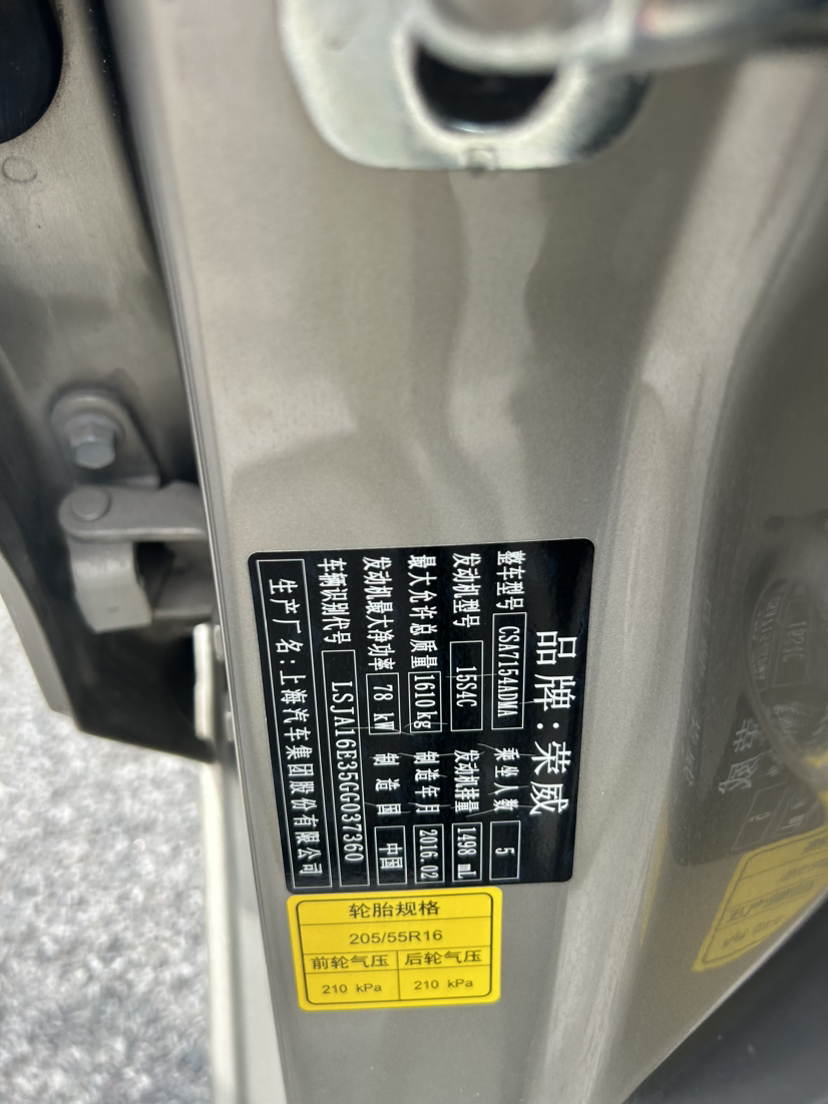 品牌:荣威
整车型号 CSA7154ADMA 乘坐人数 5
发动机型号 15S4C 发动机排量 1498 mL
最大允许总质量 1610kg 制造年月 2016.02
发动机最大净功率 78 kW 制造国 中国
车辆识别代号 LSJA16E35GG037360
生产厂名:上海汽车集团股份有限公司
轮胎规格
205/55R16
前轮气压 后轮气压
210 kPa 210 kPa